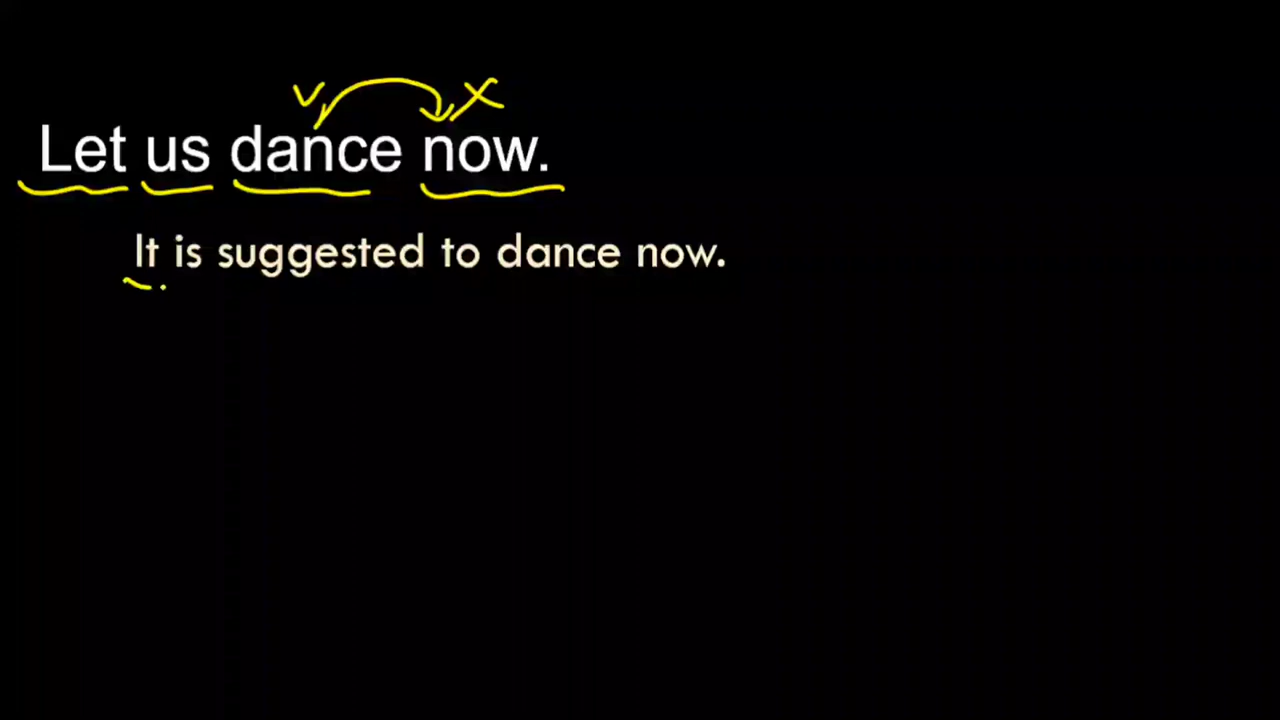 V X
Let us dance now.
It is suggested to dance now.